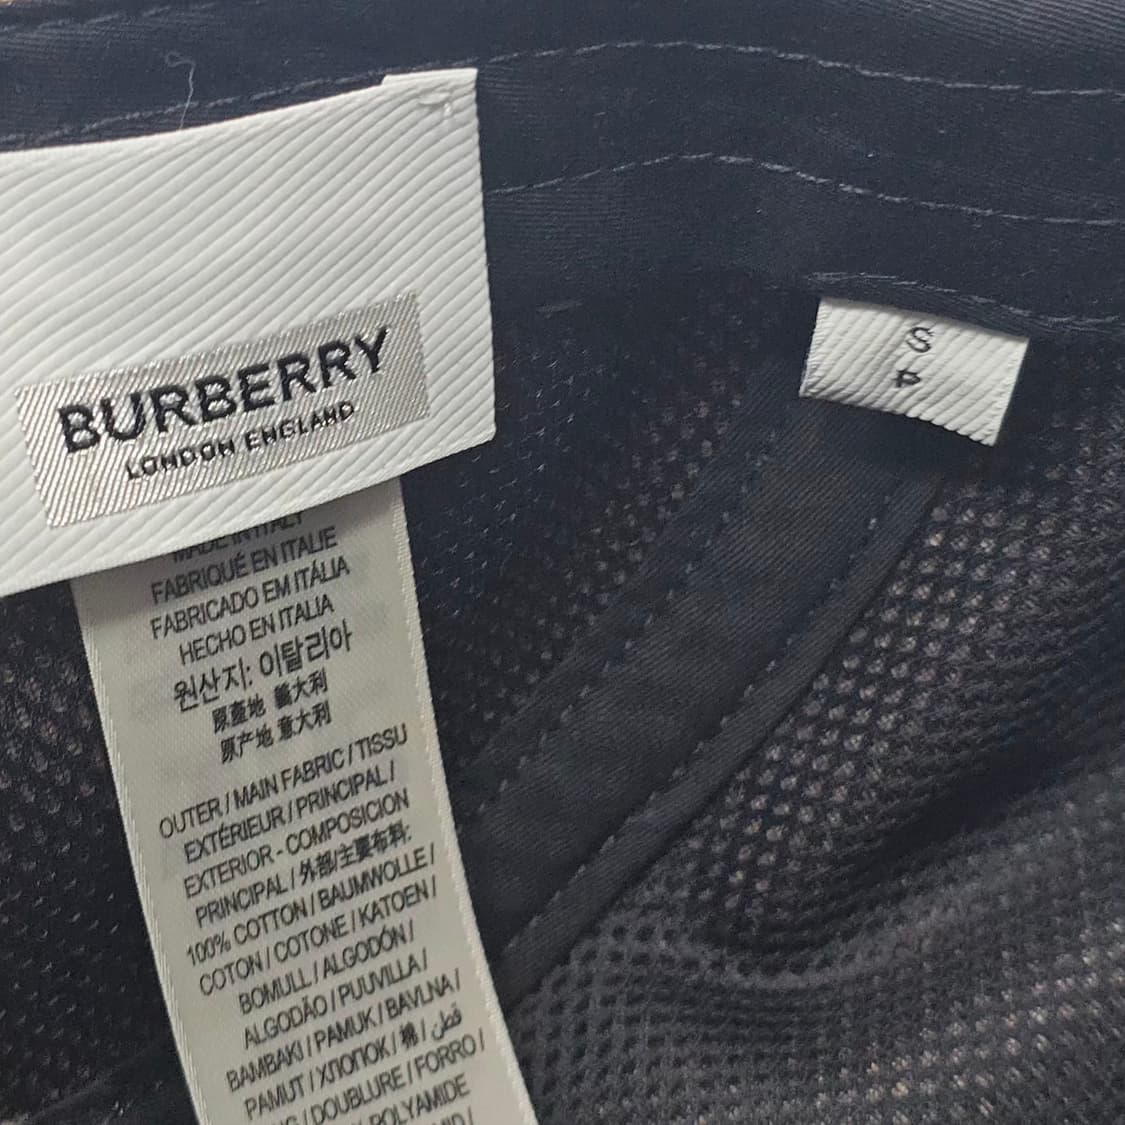 BURBERRY
LONDON ENGLAND
S
P
MADE IN ITALY
FABRIQUÉ EN ITALIE
FABRICADO EM ITÁLIA
HECHO EN ITALIA
원산지: 이탈리아
原產地 義大利
原产地 意大利
OUTER / MAIN FABRIC / TISSU
EXTÉRIEUR / PRINCIPAL /
EXTERIOR - COMPOSICION
PRINCIPAL / 外部/主要布料:
100% COTTON / BAUMWOLLE /
COTON / COTONE / KATOEN /
BOMULL / ALGODÓN /
ALGODÃO / PUUVILLA /
BAMBAKI / PAMUK / BAVLNA /
PAMUT / ХЛОПОК / 棉 / قطن /
/ DOUBLURE / FORRO /
POLYAMIDE